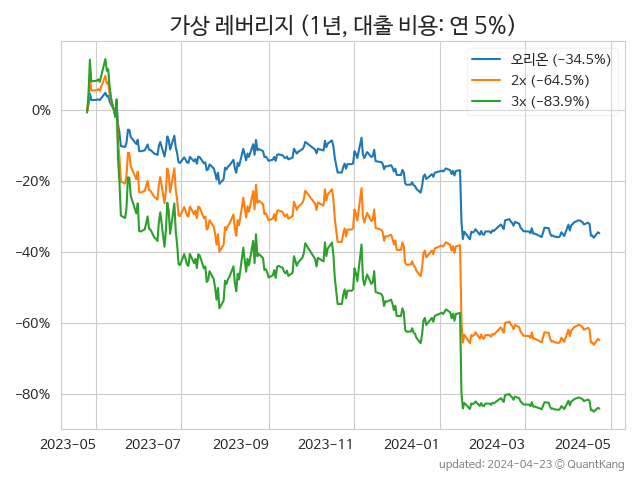 가상 레버리지 (1년, 대출 비용: 연 5%)
오리온 (−34.5%)
2x (−64.5%)
3x (−83.9%)
0%
−20%
−40%
−60%
−80%
2023-05
2023-07
2023-09
2023-11
2024-01
2024-03
2024-05
updated: 2024-04-23 © QuantKang